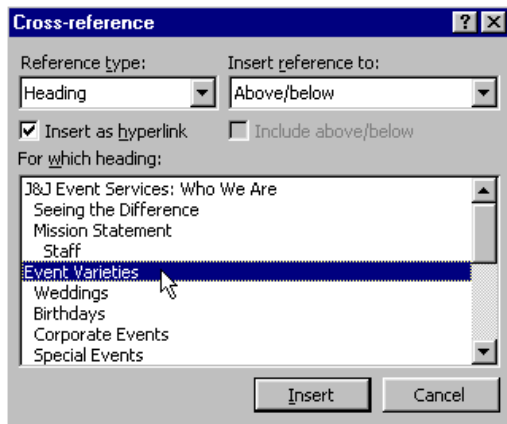 Cross-reference
Reference type: Insert reference to:
Heading Above/below
Insert as hyperlink Include above/below
For which heading:
J&J Event Services: Who We Are
Seeing the Difference
Mission Statement
Staff
Event Varieties
Weddings
Birthdays
Corporate Events
Special Events
Insert Cancel